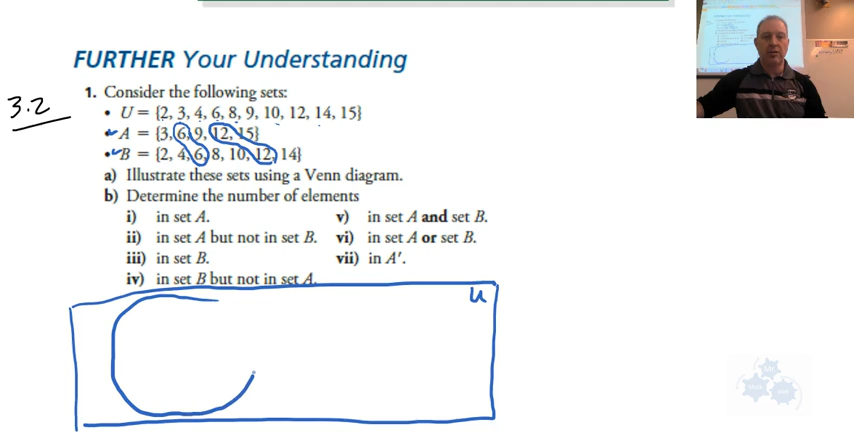 FURTHER Your Understanding
3.2
1. Consider the following sets:
• U = {2, 3, 4, 6, 8, 9, 10, 12, 14, 15}
• A = {3, 6, 9, 12, 15}
• B = {2, 4, 6, 8, 10, 12, 14}
a) Illustrate these sets using a Venn diagram.
b) Determine the number of elements
i) in set A.
ii) in set A but not in set B.
iii) in set B.
iv) in set B but not in set A.
v) in set A and set B.
vi) in set A or set B.
vii) in A′.
U